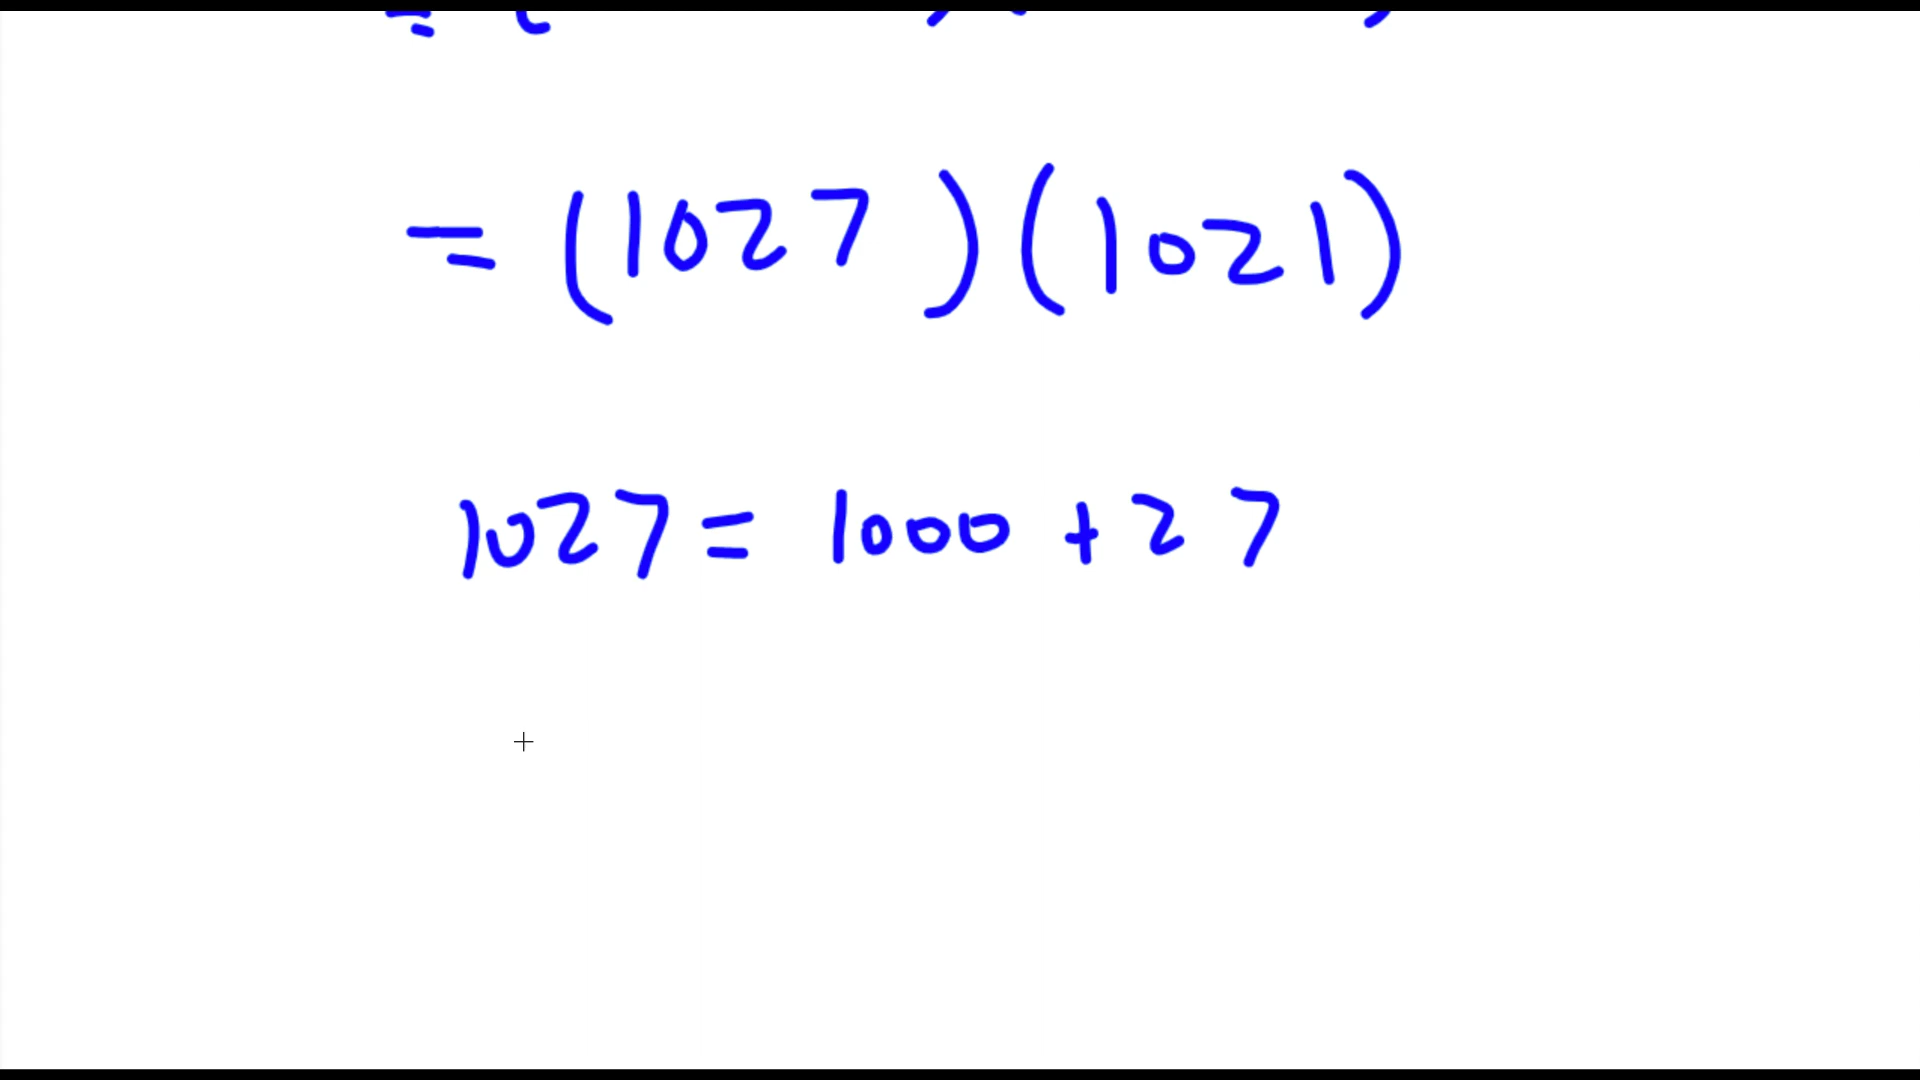 = (1027)(1021)
1027 = 1000 + 27